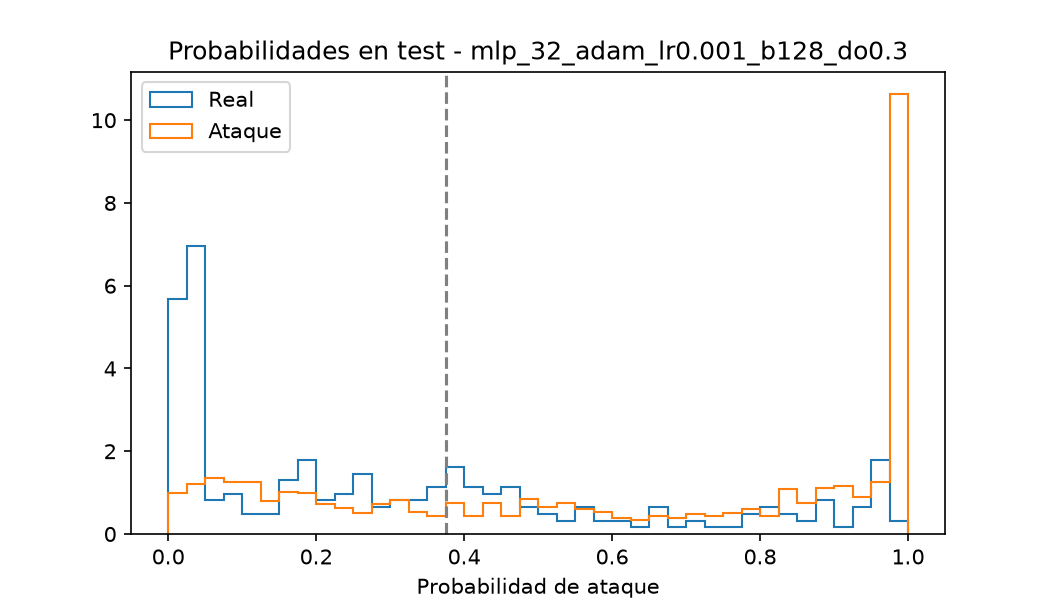 Probabilidades en test - mlp_32_adam_lr0.001_b128_do0.3
Real
Ataque
10
8
6
4
2
0
0.0 0.2 0.4 0.6 0.8 1.0
Probabilidad de ataque